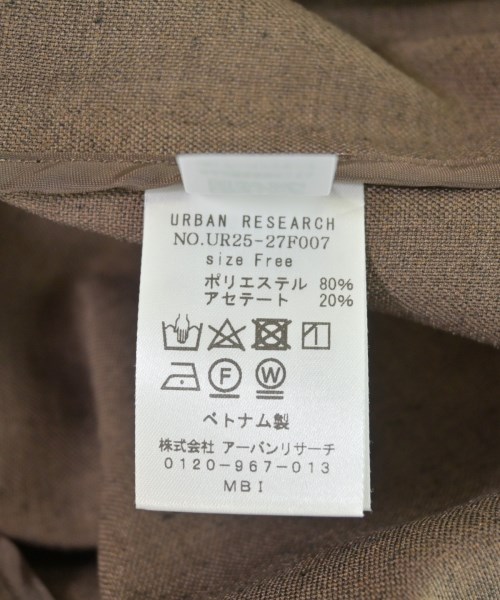 URBAN RESEARCH
NO.UR25-27F007
size Free
ポリエステル 80%
アセテート 20%
F W
ベトナム製
株式会社 アーバンリサーチ
0120-967-013
MBI